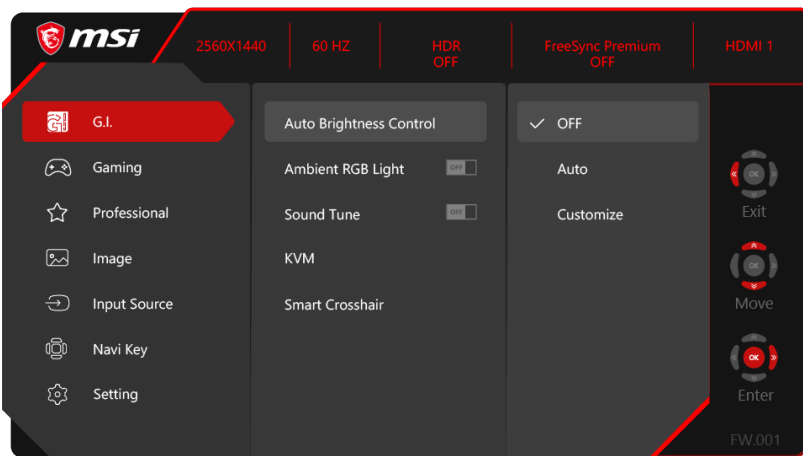 msi
2560X1440
60 HZ
HDR
OFF
FreeSync Premium
OFF
HDMI 1
G.I.
Gaming
Professional
Image
Input Source
Navi Key
Setting
Auto Brightness Control
Ambient RGB Light OFF
Sound Tune OFF
KVM
Smart Crosshair
OFF
Auto
Customize
OK
Exit
OK
Move
OK
Enter
FW.001